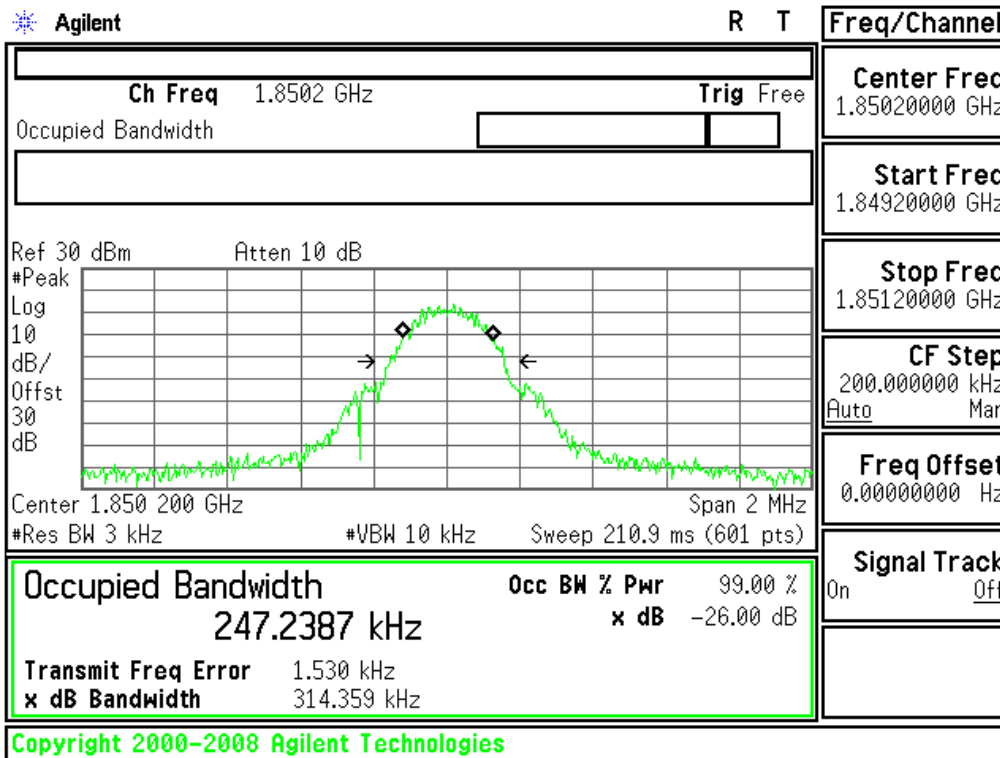 Agilent R T
Ch Freq 1.8502 GHz Trig Free
Occupied Bandwidth
Ref 30 dBm Atten 10 dB
#Peak
Log
10
dB/
Offst
30
dB
Center 1.850 200 GHz Span 2 MHz
#Res BW 3 kHz #VBW 10 kHz Sweep 210.9 ms (601 pts)
Occupied Bandwidth Occ BW % Pwr 99.00 %
247.2387 kHz x dB -26.00 dB
Transmit Freq Error 1.530 kHz
x dB Bandwidth 314.359 kHz
Copyright 2000-2008 Agilent Technologies
Freq/Channel
Center Freq
1.85020000 GHz
Start Freq
1.84920000 GHz
Stop Freq
1.85120000 GHz
CF Step
200.000000 kHz
Auto Man
Freq Offset
0.00000000 Hz
Signal Track
On Off